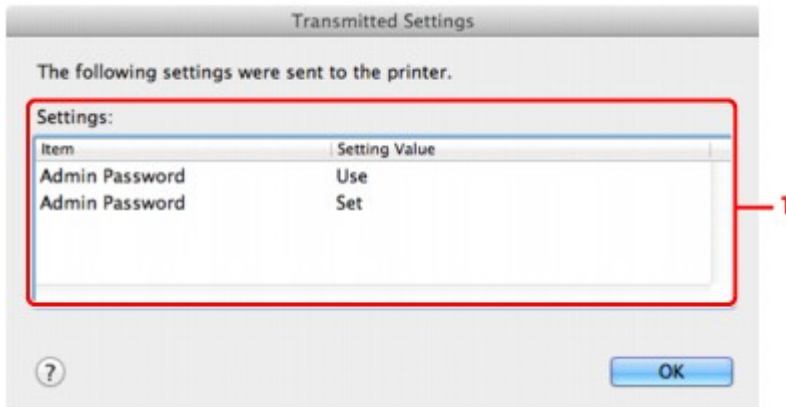 Transmitted Settings
The following settings were sent to the printer.
Settings:
Item Setting Value
Admin Password Use
Admin Password Set
1
? OK